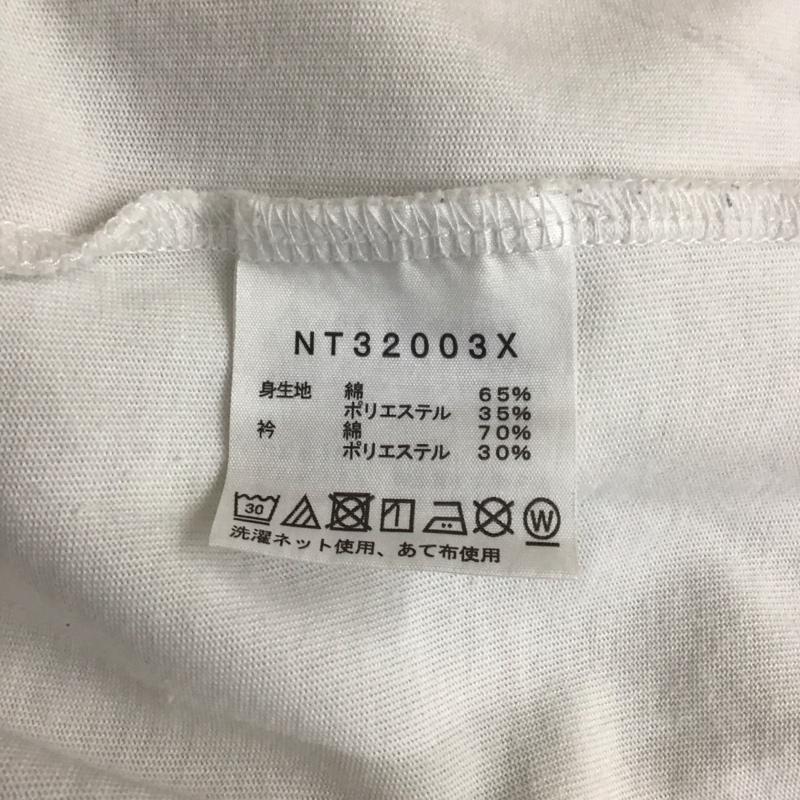 NT32003X
身生地 綿 65%
ポリエステル 35%
衿 綿 70%
ポリエステル 30%
30 W
洗濯ネット使用、あて布使用